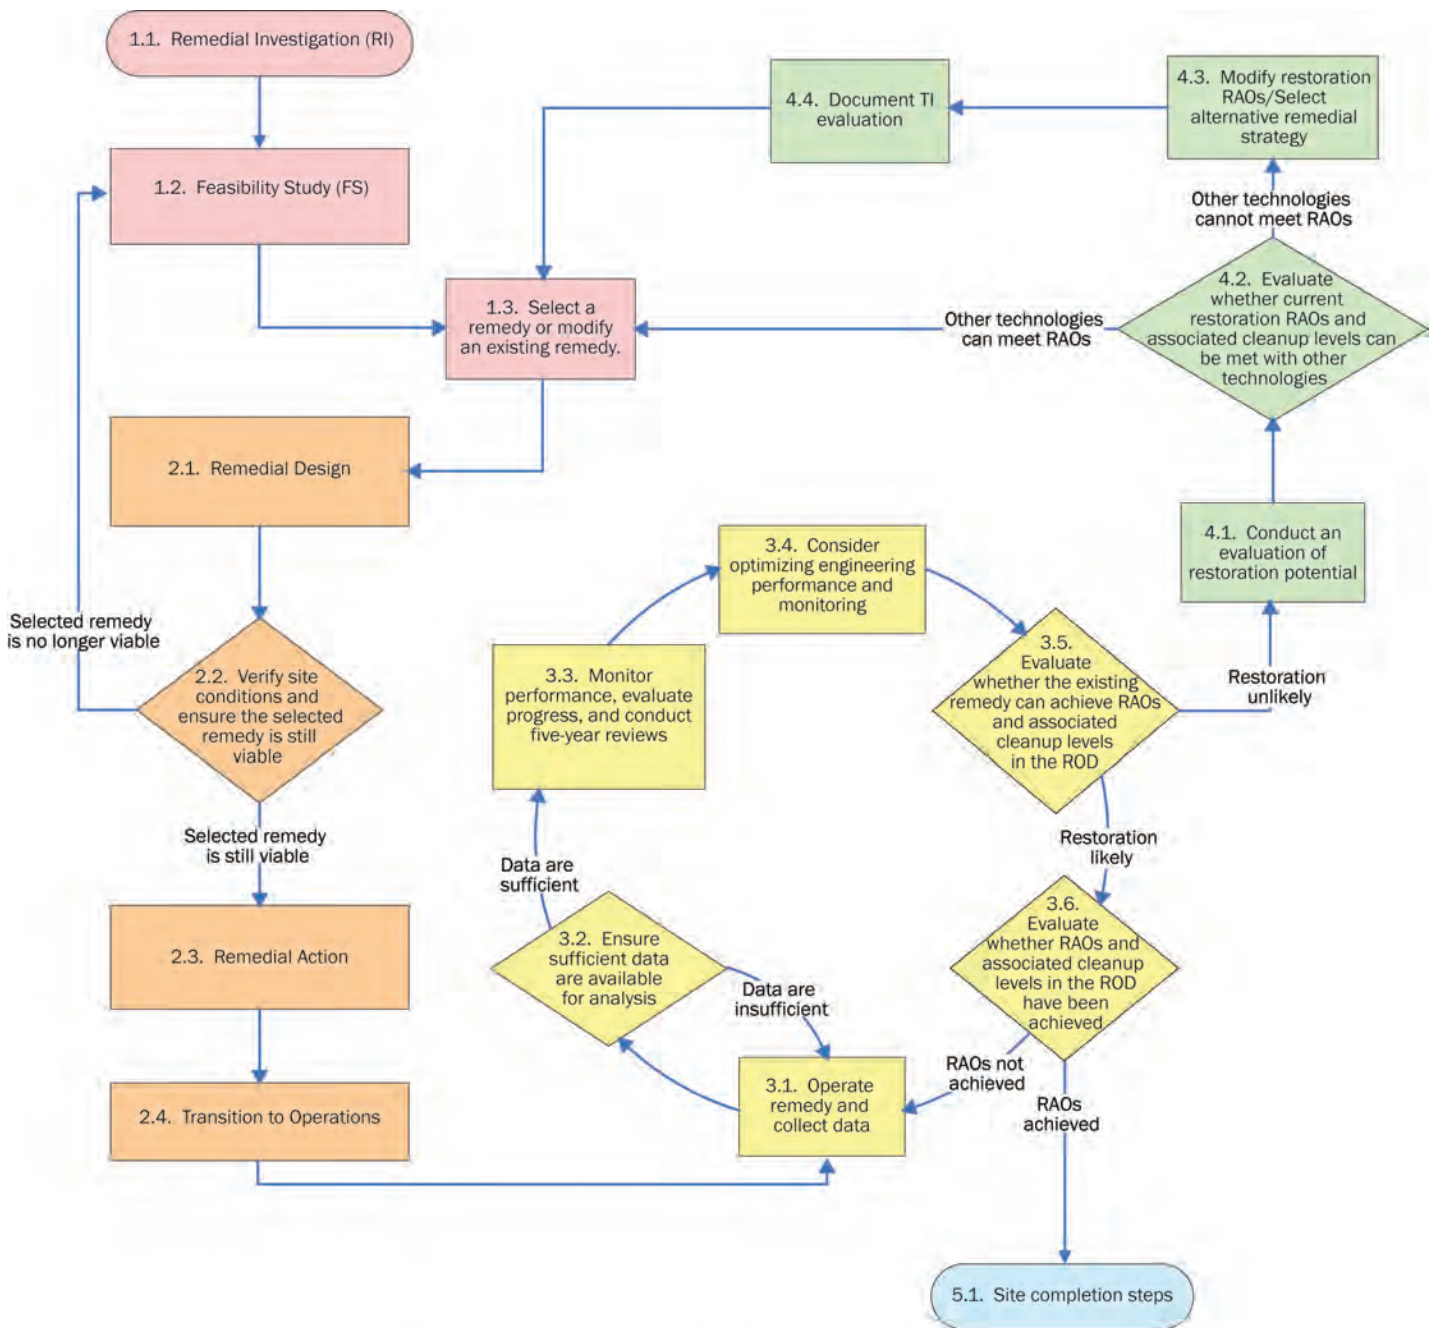 1.1. Remedial Investigation (RI)
1.2. Feasibility Study (FS)
1.3. Select a
remedy or modify
an existing remedy.
2.1. Remedial Design
Selected remedy
is no longer viable
2.2. Verify site
conditions and
ensure the selected
remedy is still
viable
Selected remedy
is still viable
2.3. Remedial Action
2.4. Transition to Operations
3.1. Operate
remedy and
collect data
3.2. Ensure
sufficient data
are available
for analysis
Data are
insufficient
Data are
sufficient
3.3. Monitor
performance, evaluate
progress, and conduct
five-year reviews
3.4. Consider
optimizing engineering
performance and
monitoring
3.5.
Evaluate
whether the existing
remedy can achieve RAOs
and associated
cleanup levels
in the ROD
Restoration
unlikely
Restoration
likely
3.6.
Evaluate
whether RAOs and
associated cleanup
levels in the ROD
have been
achieved
RAOs not
achieved
RAOs
achieved
4.1. Conduct an
evaluation of
restoration potential
4.2. Evaluate
whether current
restoration RAOs and
associated cleanup levels can
be met with other
technologies
Other technologies
can meet RAOs
Other technologies
cannot meet RAOs
4.3. Modify restoration
RAOs/Select
alternative remedial
strategy
4.4. Document TI
evaluation
5.1. Site completion steps